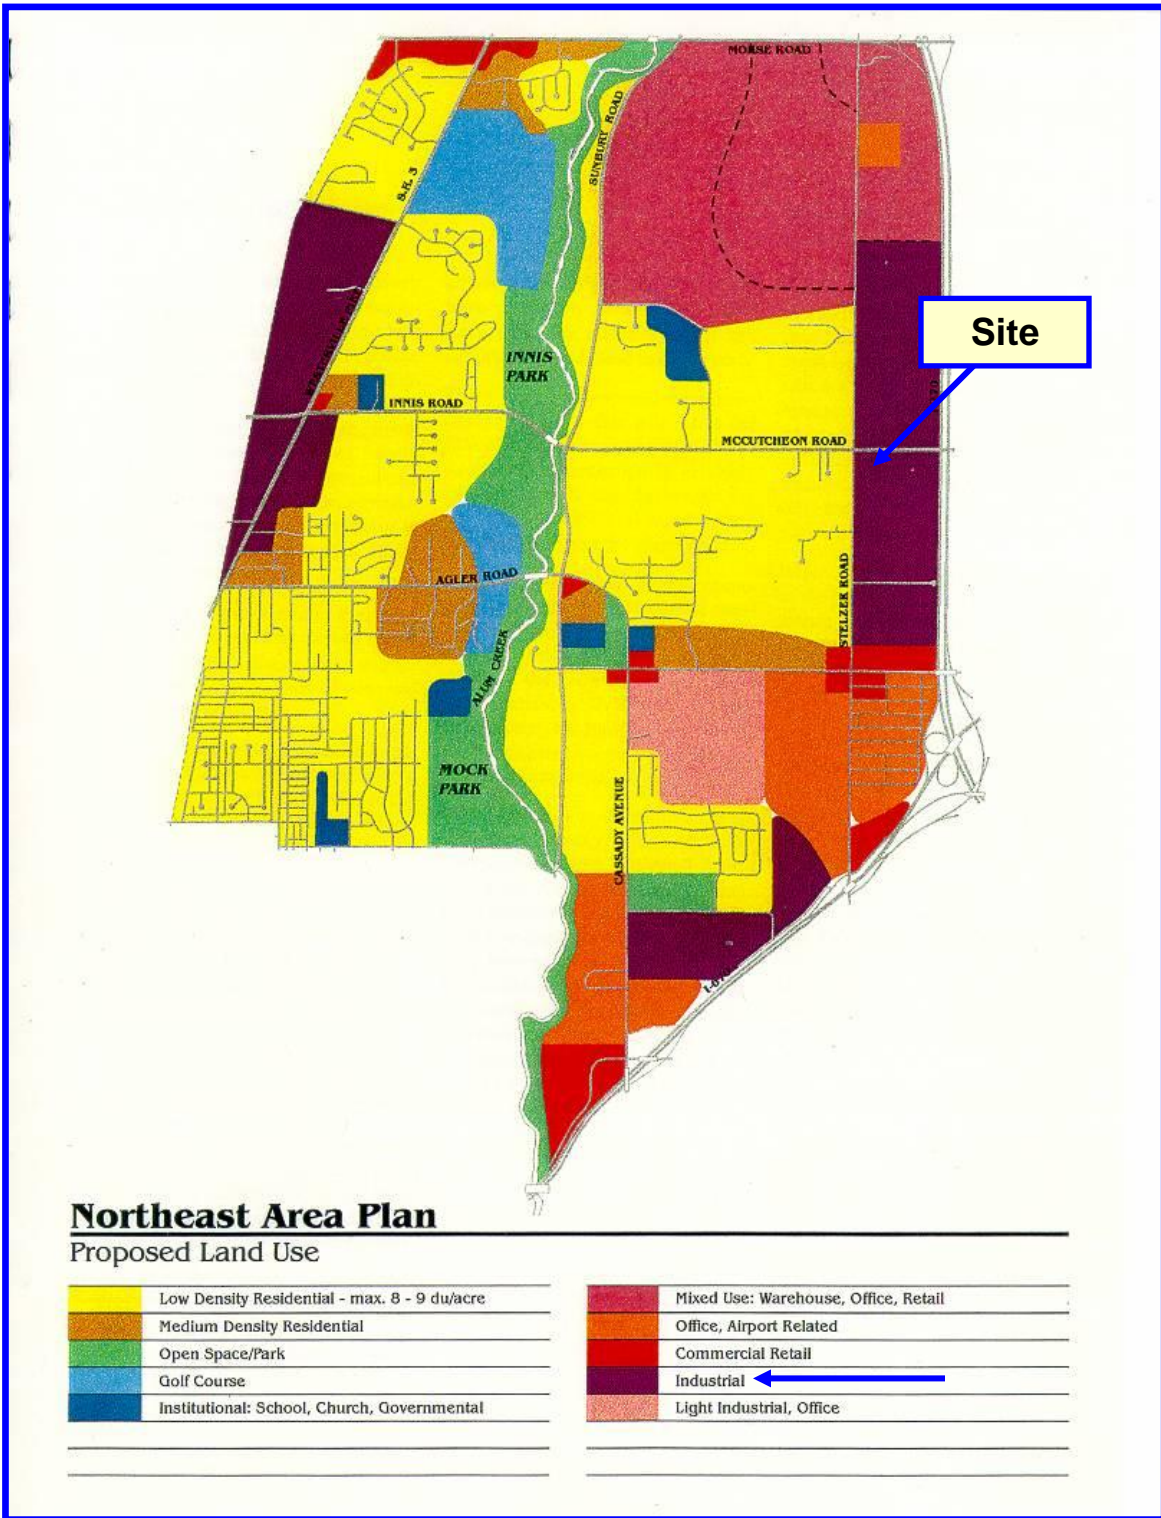 MORSE ROAD
SUNBURY ROAD
S.R. 3
Site
INNIS
PARK
INNIS ROAD
MCCUTCHEON ROAD
AGLER ROAD
STELZER ROAD
ALUM CREEK
MOCK
PARK
CASSADY AVENUE
Northeast Area Plan
Proposed Land Use
Low Density Residential - max. 8 - 9 du/acre
Medium Density Residential
Open Space/Park
Golf Course
Institutional: School, Church, Governmental
Mixed Use: Warehouse, Office, Retail
Office, Airport Related
Commercial Retail
Industrial
Light Industrial, Office